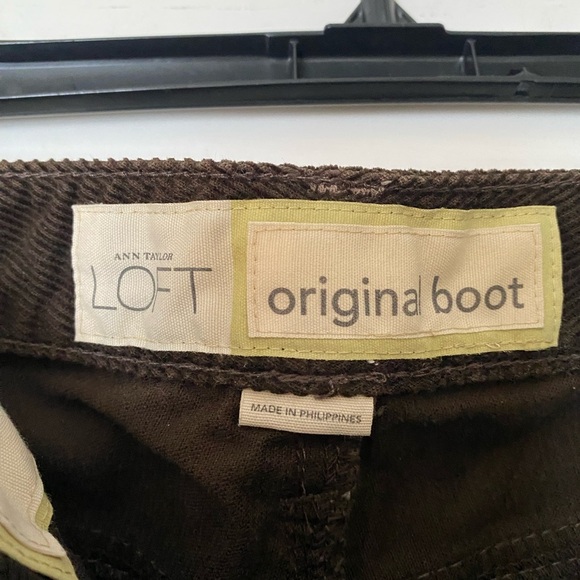 ANN TAYLOR
LOFT
original boot
MADE IN PHILIPPINES